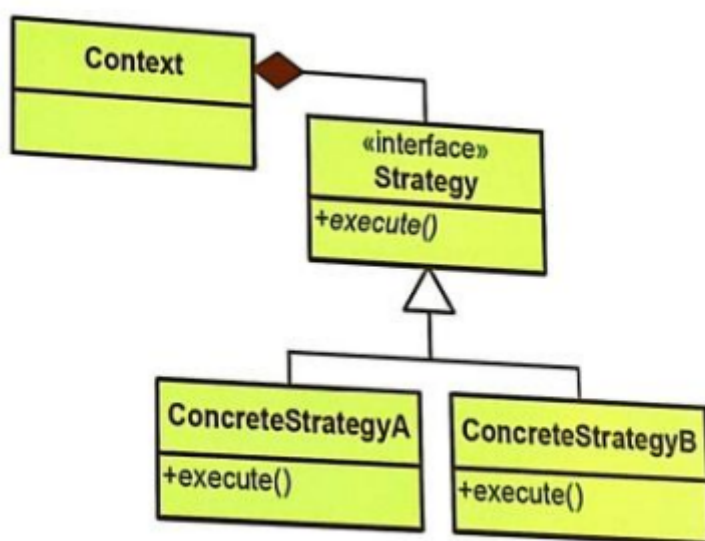 Context
«interface»
Strategy
+execute()
ConcreteStrategyA
+execute()
ConcreteStrategyB
+execute()